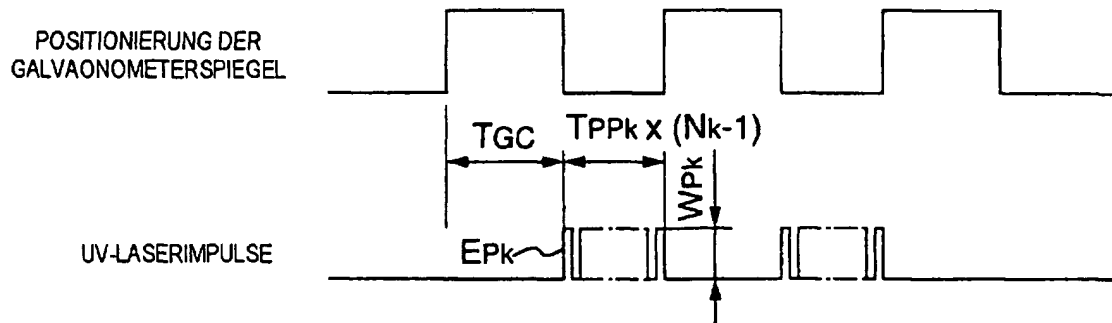 POSITIONIERUNG DER
GALVAONOMETERSPIEGEL
TGC
TPPk x (Nk-1)
WPk
UV-LASERIMPULSE
EPk